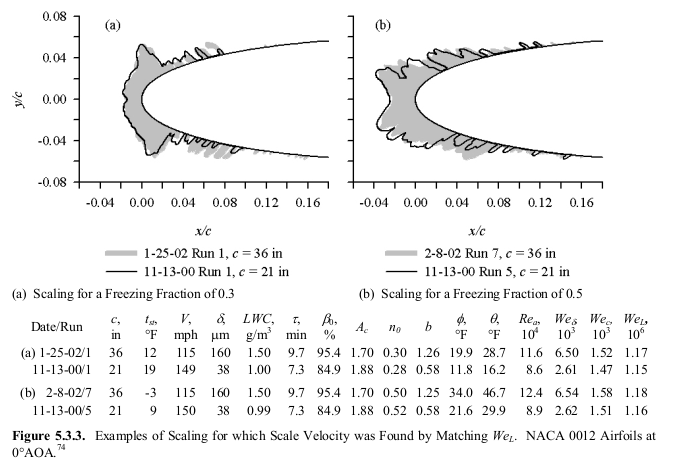 0.08
0.04
0.00
-0.04
-0.08
y/c
(a)
(b)
-0.04 0.00 0.04 0.08 0.12 0.16
-0.04 0.00 0.04 0.08 0.12 0.16
x/c
x/c
1-25-02 Run 1, c = 36 in
11-13-00 Run 1, c = 21 in
2-8-02 Run 7, c = 36 in
11-13-00 Run 5, c = 21 in
(a) Scaling for a Freezing Fraction of 0.3
(b) Scaling for a Freezing Fraction of 0.5
Date/Run c, in tst, °F V, mph δ, μm LWC, g/m³ τ, min β0, % Ac n0 b ϕ, °F θ, °F Rea, 10⁴ Weδ, 10³ Wec, 10³ WeL, 10⁶
(a) 1-25-02/1 36 12 115 160 1.50 9.7 95.4 1.70 0.30 1.26 19.9 28.7 11.6 6.50 1.52 1.17
11-13-00/1 21 19 149 38 1.00 7.3 84.9 1.88 0.28 0.58 11.8 16.2 8.6 2.61 1.47 1.15
(b) 2-8-02/7 36 -3 115 160 1.50 9.7 95.4 1.70 0.50 1.25 34.0 46.7 12.4 6.54 1.58 1.18
11-13-00/5 21 9 150 38 0.99 7.3 84.9 1.88 0.52 0.58 21.6 29.9 8.9 2.62 1.51 1.16
Figure 5.3.3. Examples of Scaling for which Scale Velocity was Found by Matching WeL. NACA 0012 Airfoils at
0°AOA.⁷⁴